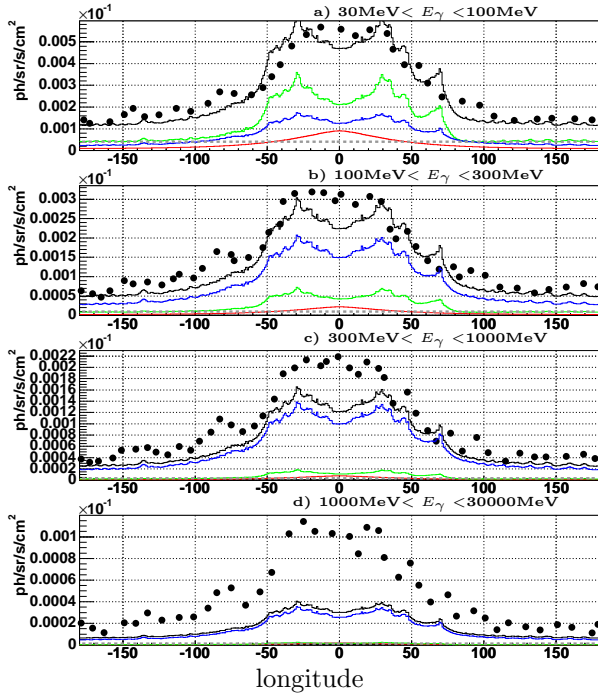 ×10⁻¹
a) 30MeV< E_γ <100MeV
ph/sr/s/cm²
0.005
0.004
0.003
0.002
0.001
0
-150 -100 -50 0 50 100 150
×10⁻¹
b) 100MeV< E_γ <300MeV
ph/sr/s/cm²
0.003
0.0025
0.002
0.0015
0.001
0.0005
0
-150 -100 -50 0 50 100 150
×10⁻¹
c) 300MeV< E_γ <1000MeV
ph/sr/s/cm²
0.0022
0.002
0.0018
0.0016
0.0014
0.0012
0.001
0.0008
0.0006
0.0004
0.0002
0
-150 -100 -50 0 50 100 150
×10⁻¹
d) 1000MeV< E_γ <30000MeV
ph/sr/s/cm²
0.001
0.0008
0.0006
0.0004
0.0002
0
-150 -100 -50 0 50 100 150
longitude